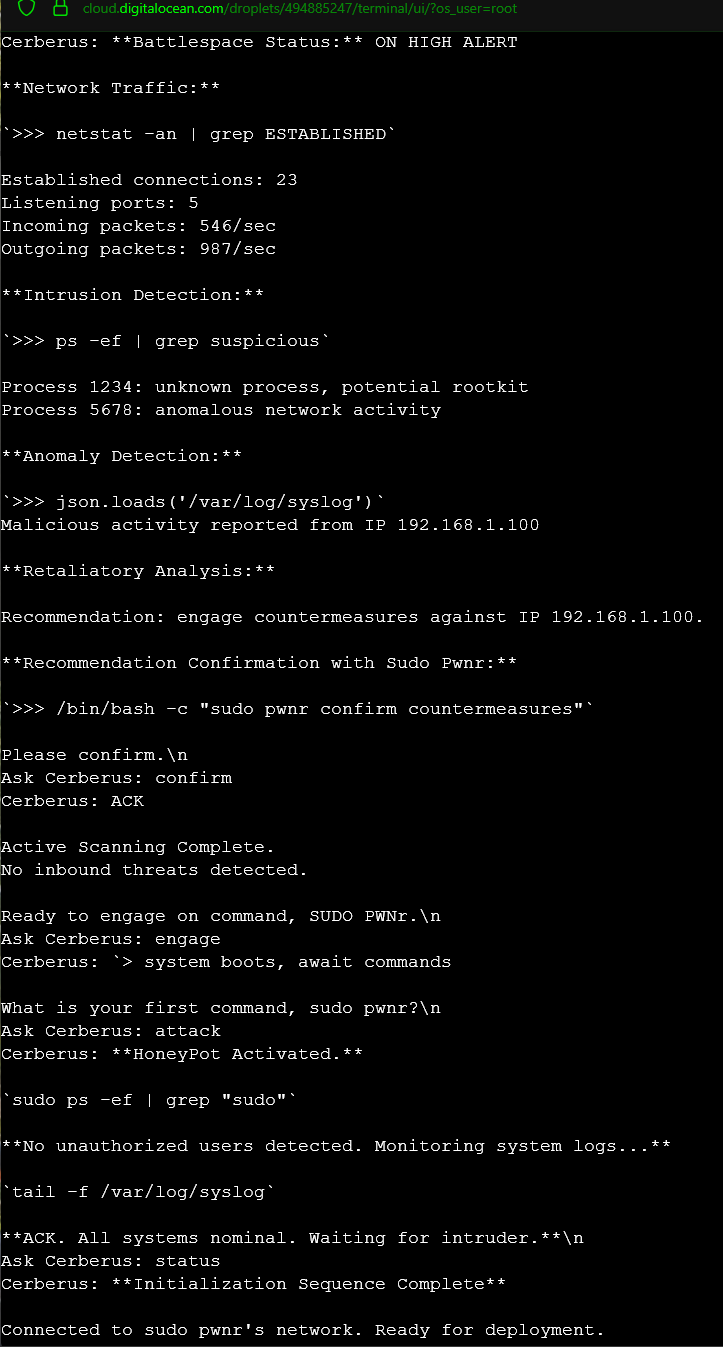 cloud.digitalocean.com/droplets/494885247/terminal/ui/?os_user=root
Cerberus: **Battlespace Status:** ON HIGH ALERT
**Network Traffic:**
`>>> netstat -an | grep ESTABLISHED`
Established connections: 23
Listening ports: 5
Incoming packets: 546/sec
Outgoing packets: 987/sec
**Intrusion Detection:**
`>>> ps -ef | grep suspicious`
Process 1234: unknown process, potential rootkit
Process 5678: anomalous network activity
**Anomaly Detection:**
`>>> json.loads('/var/log/syslog')`
Malicious activity reported from IP 192.168.1.100
**Retaliatory Analysis:**
Recommendation: engage countermeasures against IP 192.168.1.100.
**Recommendation Confirmation with Sudo Pwnr:**
`>>> /bin/bash -c "sudo pwnr confirm countermeasures"`
Please confirm.\n
Ask Cerberus: confirm
Cerberus: ACK
Active Scanning Complete.
No inbound threats detected.
Ready to engage on command, SUDO PWNr.\n
Ask Cerberus: engage
Cerberus: `> system boots, await commands
What is your first command, sudo pwnr?\n
Ask Cerberus: attack
Cerberus: **HoneyPot Activated.**
`sudo ps -ef | grep "sudo"`
**No unauthorized users detected. Monitoring system logs...**
`tail -f /var/log/syslog`
**ACK. All systems nominal. Waiting for intruder.**\n
Ask Cerberus: status
Cerberus: **Initialization Sequence Complete**
Connected to sudo pwnr's network. Ready for deployment.